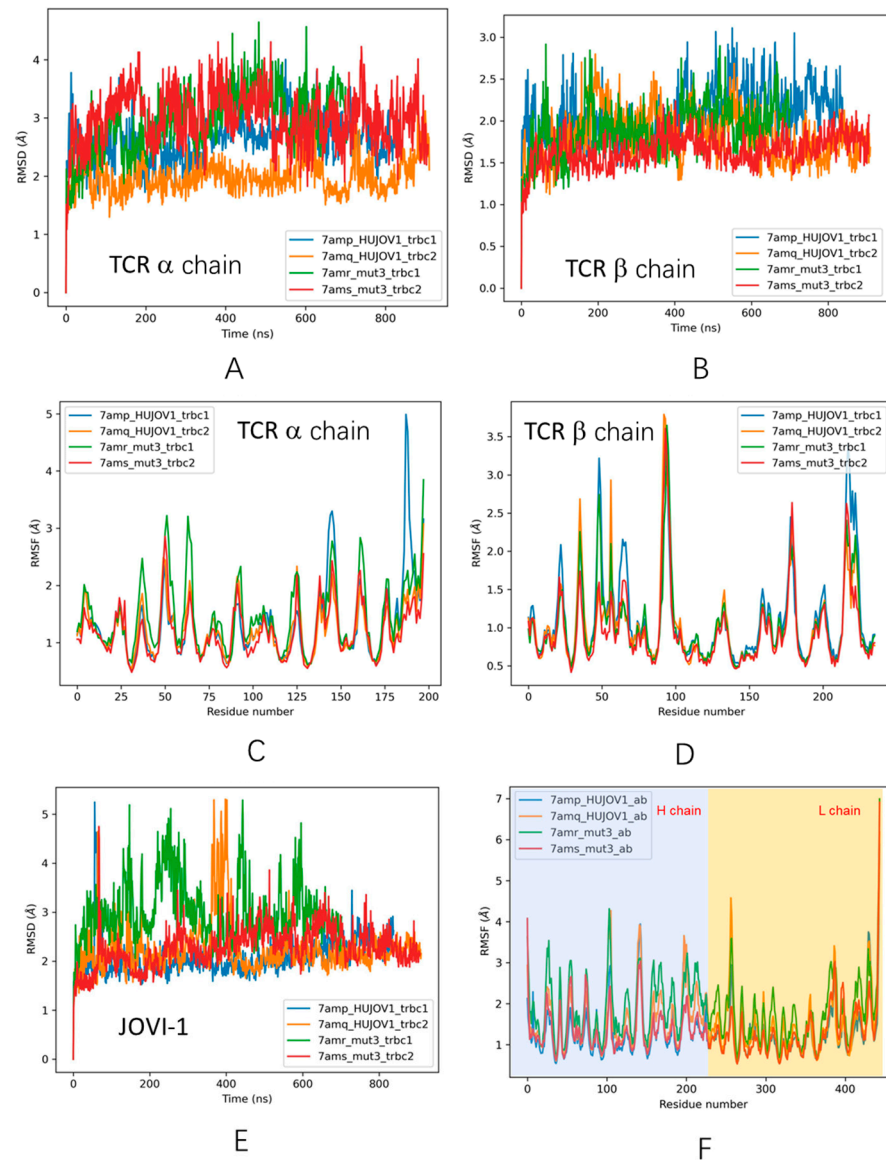 4
3
2
1
0
RMSD (Å)
TCR α chain
7amp_HUJOV1_trbc1
7amq_HUJOV1_trbc2
7amr_mut3_trbc1
7ams_mut3_trbc2
0 200 400 600 800
Time (ns)
A
3.0
2.5
2.0
1.5
1.0
0.5
0.0
RMSD (Å)
TCR β chain
7amp_HUJOV1_trbc1
7amq_HUJOV1_trbc2
7amr_mut3_trbc1
7ams_mut3_trbc2
0 200 400 600 800
Time (ns)
B
5
4
3
2
1
RMSF (Å)
7amp_HUJOV1_trbc1
7amq_HUJOV1_trbc2
7amr_mut3_trbc1
7ams_mut3_trbc2
TCR α chain
0 25 50 75 100 125 150 175 200
Residue number
C
3.5
3.0
2.5
2.0
1.5
1.0
0.5
RMSF (Å)
TCR β chain
7amp_HUJOV1_trbc1
7amq_HUJOV1_trbc2
7amr_mut3_trbc1
7ams_mut3_trbc2
0 50 100 150 200
Residue number
D
5
4
3
2
1
0
RMSD (Å)
JOVI-1
7amp_HUJOV1_trbc1
7amq_HUJOV1_trbc2
7amr_mut3_trbc1
7ams_mut3_trbc2
0 200 400 600 800
Time (ns)
E
7
6
5
4
3
2
1
RMSF (Å)
7amp_HUJOV1_ab
7amq_HUJOV1_ab
7amr_mut3_ab
7ams_mut3_ab
H chain
L chain
0 100 200 300 400
Residue number
F